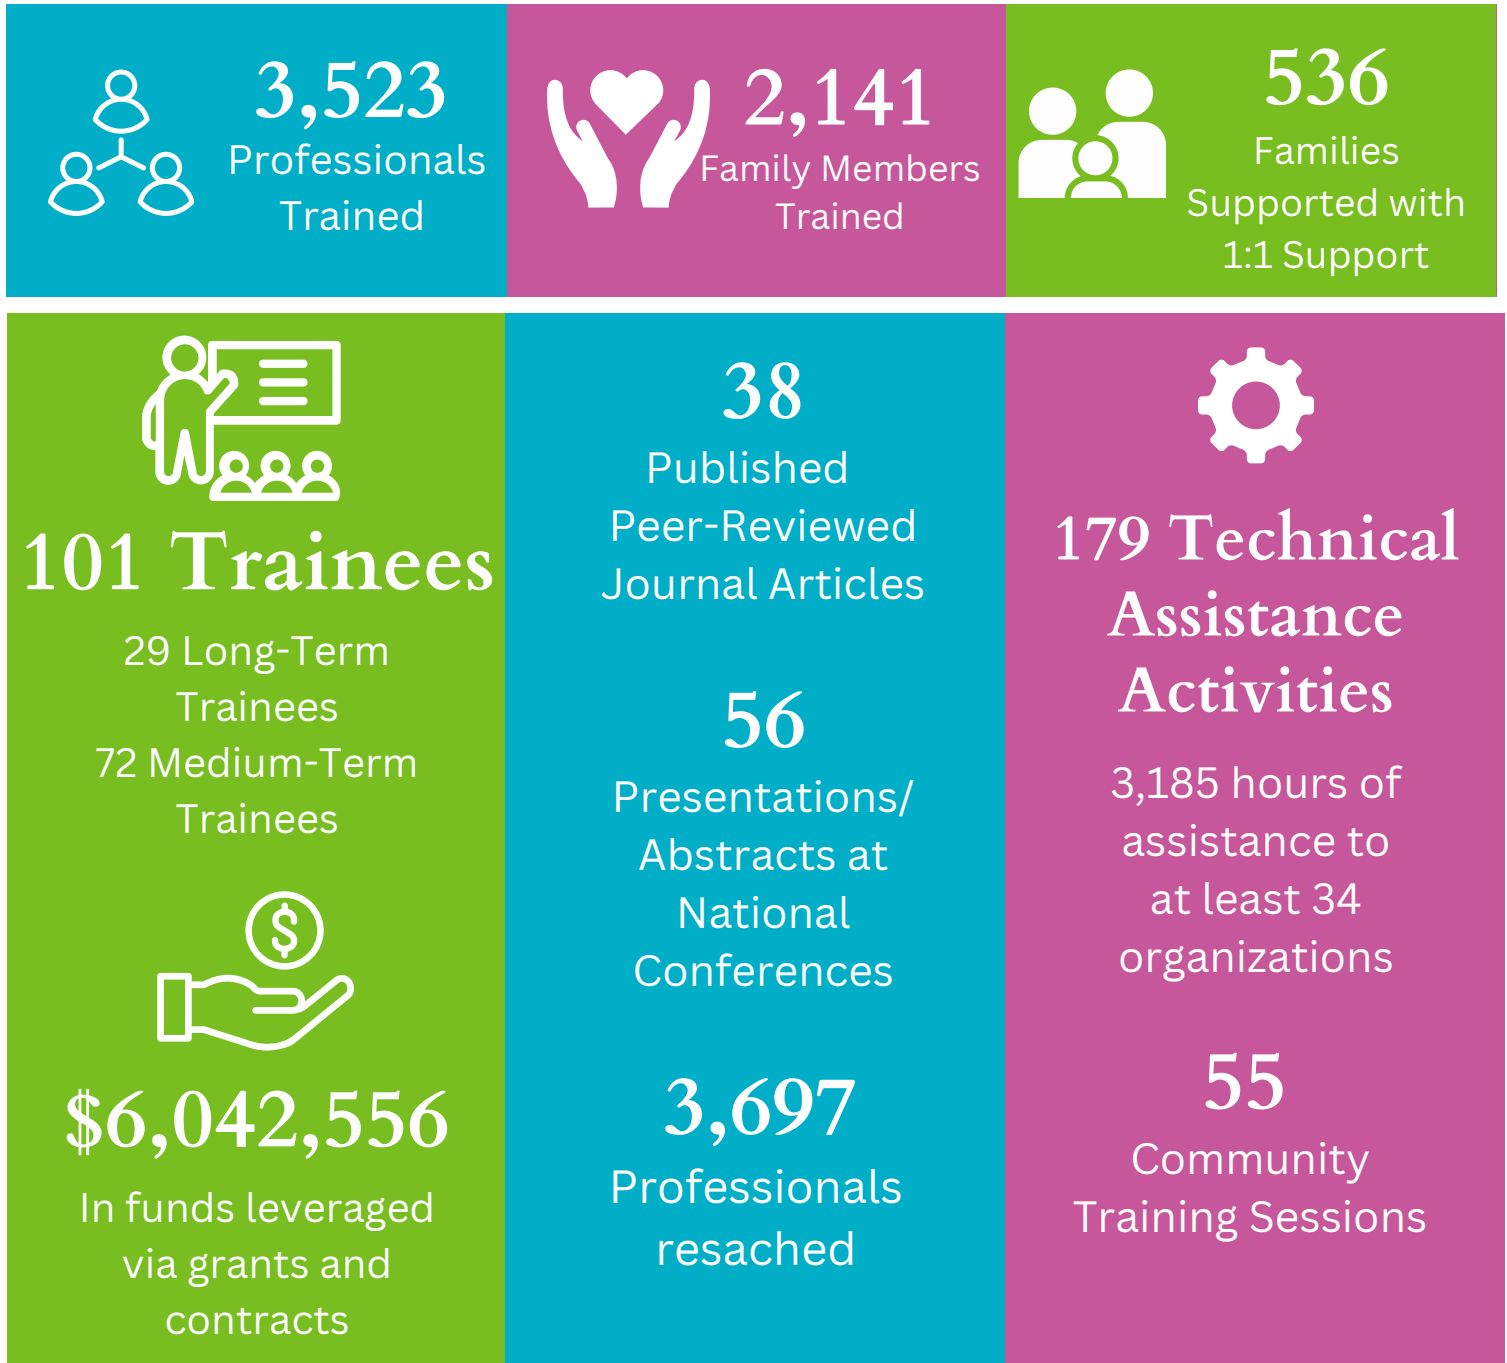 3,523
Professionals
Trained
2,141
Family Members
Trained
536
Families
Supported with
1:1 Support
101 Trainees
29 Long-Term
Trainees
72 Medium-Term
Trainees
$
$6,042,556
In funds leveraged
via grants and
contracts
38
Published
Peer-Reviewed
Journal Articles
56
Presentations/
Abstracts at
National
Conferences
3,697
Professionals
resached
179 Technical
Assistance
Activities
3,185 hours of
assistance to
at least 34
organizations
55
Community
Training Sessions